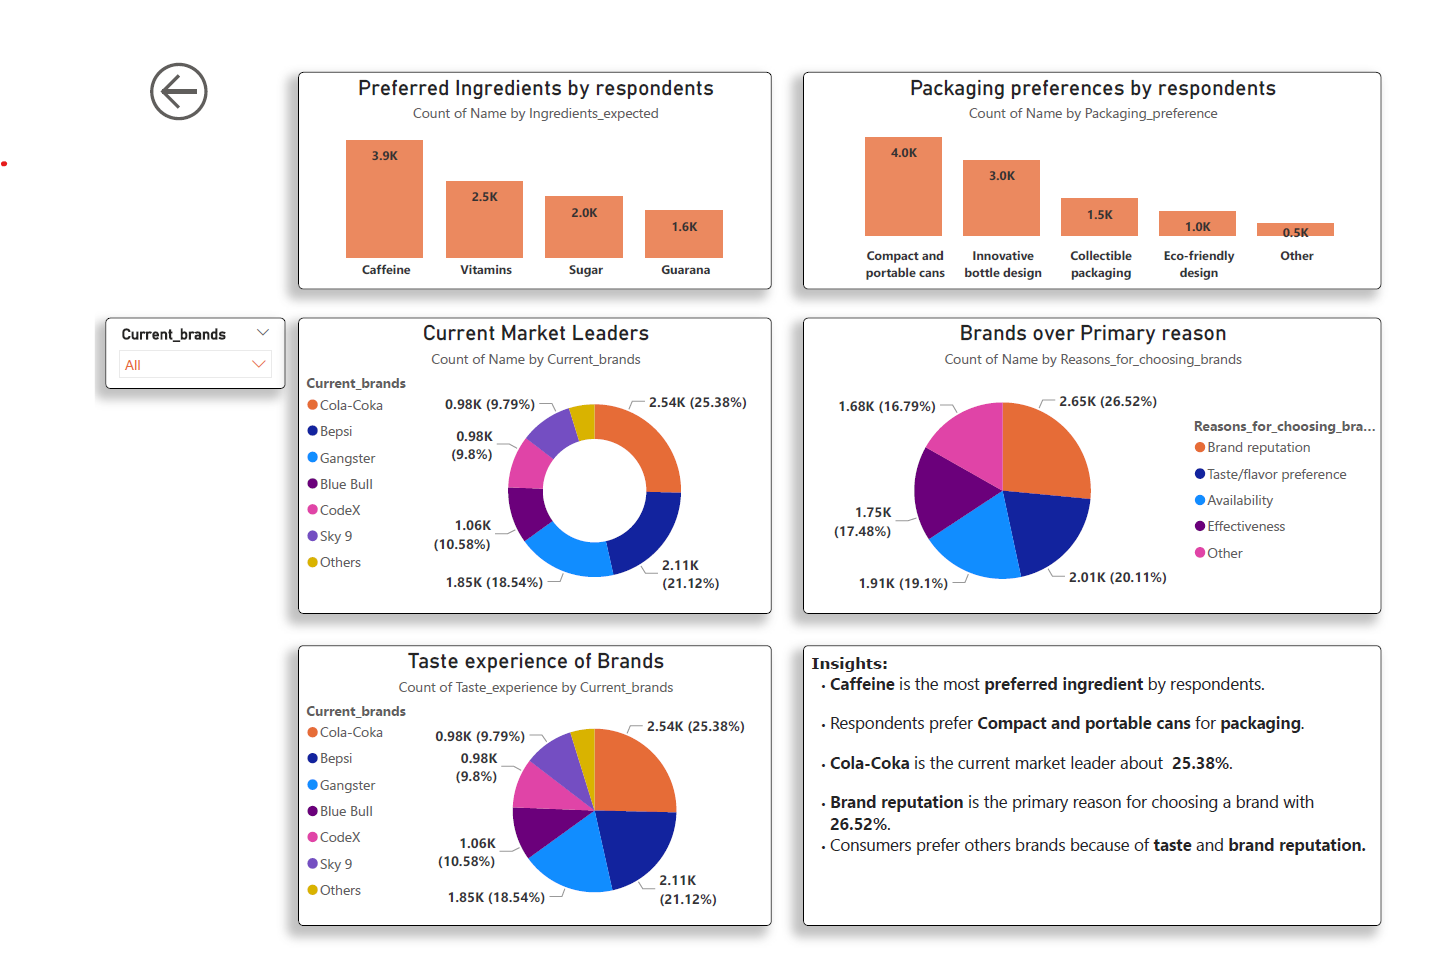 Preferred Ingredients by respondents
Count of Name by Ingredients_expected
3.9K
2.5K
2.0K
1.6K
Caffeine
Vitamins
Sugar
Guarana
Packaging preferences by respondents
Count of Name by Packaging_preference
4.0K
3.0K
1.5K
1.0K
0.5K
Compact and
portable cans
Innovative
bottle design
Collectible
packaging
Eco-friendly
design
Other
Current_brands
All
Current Market Leaders
Count of Name by Current_brands
Current_brands
Cola-Coka
Bepsi
Gangster
Blue Bull
CodeX
Sky 9
Others
2.54K (25.38%)
2.11K
(21.12%)
1.85K (18.54%)
1.06K
(10.58%)
0.98K
(9.8%)
0.98K (9.79%)
Brands over Primary reason
Count of Name by Reasons_for_choosing_brands
2.65K (26.52%)
2.01K (20.11%)
1.91K (19.1%)
1.75K
(17.48%)
1.68K (16.79%)
Reasons_for_choosing_bra...
Brand reputation
Taste/flavor preference
Availability
Effectiveness
Other
Taste experience of Brands
Count of Taste_experience by Current_brands
Current_brands
Cola-Coka
Bepsi
Gangster
Blue Bull
CodeX
Sky 9
Others
2.54K (25.38%)
2.11K
(21.12%)
1.85K (18.54%)
1.06K
(10.58%)
0.98K
(9.8%)
0.98K (9.79%)
Insights:
• Caffeine is the most preferred ingredient by respondents.
• Respondents prefer Compact and portable cans for packaging.
• Cola-Coka is the current market leader about 25.38%.
• Brand reputation is the primary reason for choosing a brand with
26.52%.
• Consumers prefer others brands because of taste and brand reputation.